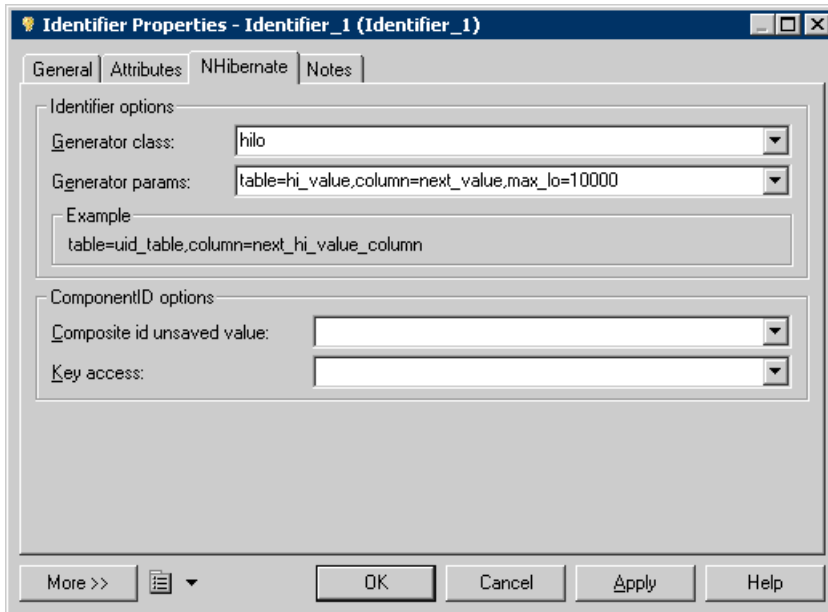 Identifier Properties - Identifier_1 (Identifier_1)
General Attributes NHibernate Notes
Identifier options
Generator class: hilo
Generator params: table=hi_value,column=next_value,max_lo=10000
Example
table=uid_table,column=next_hi_value_column
ComponentID options
Composite id unsaved value:
Key access:
More >> OK Cancel Apply Help